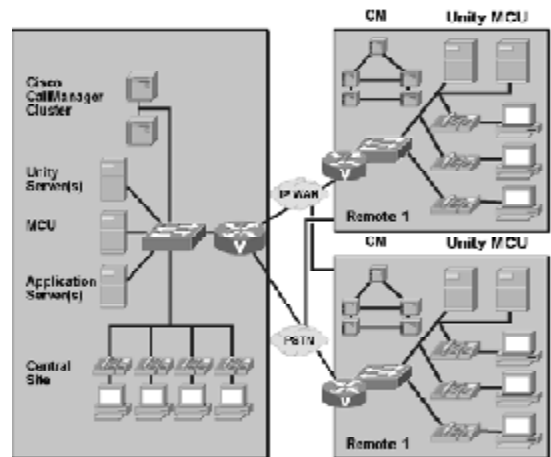 CM
Unity MCU
Cisco
CallManager
Cluster
Unity
Server(s)
MCU
Application
Server(s)
Central
Site
V
IP WAN
PSTN
V
Remote 1
CM
Unity MCU
V
Remote 1